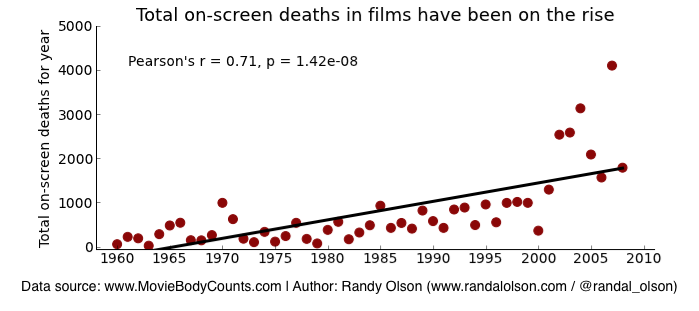 Total on-screen deaths in films have been on the rise
5000
Pearson's r = 0.71, p = 1.42e-08
4000
3000
2000
1000
0
Total on-screen deaths for year
1960 1965 1970 1975 1980 1985 1990 1995 2000 2005 2010
Data source: www.MovieBodyCounts.com | Author: Randy Olson (www.randalolson.com / @randal_olson)